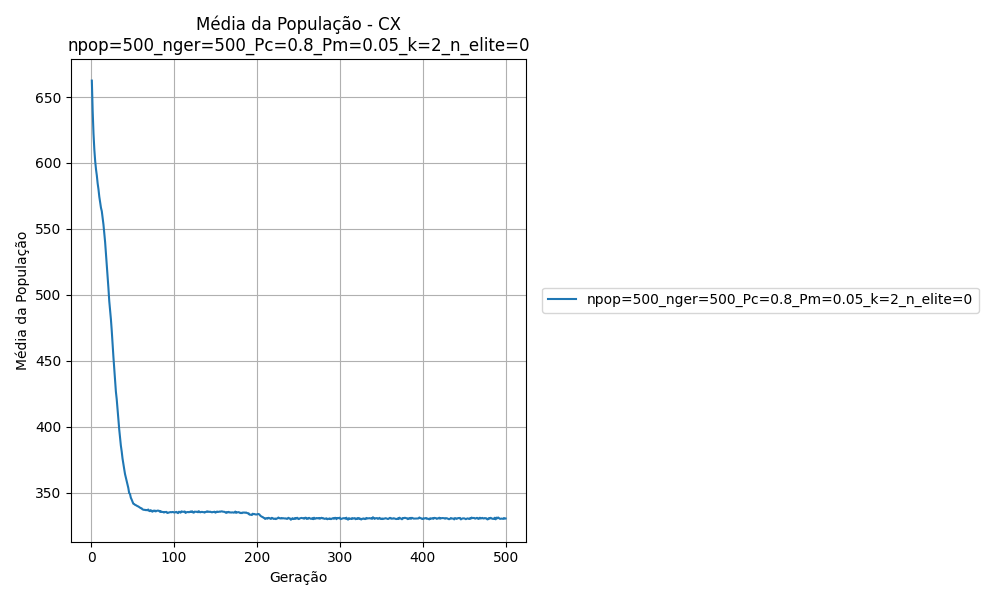 Média da População - CX
npop=500_nger=500_Pc=0.8_Pm=0.05_k=2_n_elite=0
Média da População
650
600
550
500
450
400
350
0
100
200
300
400
500
Geração
npop=500_nger=500_Pc=0.8_Pm=0.05_k=2_n_elite=0